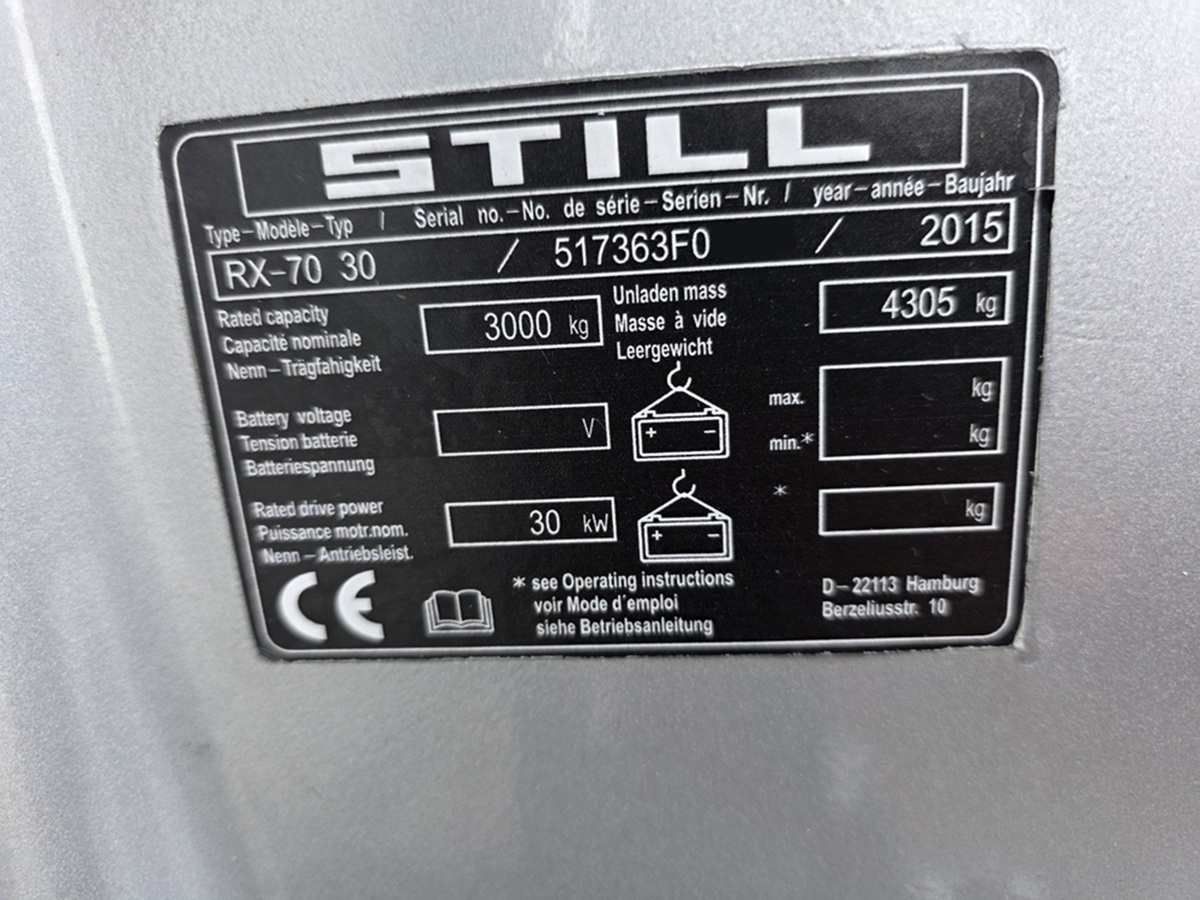 STILL
Type–Modèle–Typ / Serial no.–No. de série–Serien–Nr. / year–année–Baujahr
RX-70 30 / 517363F0 / 2015
Rated capacity
Capacité nominale
Nenn–Trägfahigkeit
3000 kg
Unladen mass
Masse à vide
Leergewicht
4305 kg
Battery voltage
Tension batterie
Batteriespannung
V
+ –
max. kg
min.* kg
Rated drive power
Puissance motr.nom.
Nenn–Antriebsleist.
30 kW
+ –
* kg
CE
* see Operating instructions
voir Mode d'emploi
siehe Betriebsanleitung
D–22113 Hamburg
Berzeliusstr. 10